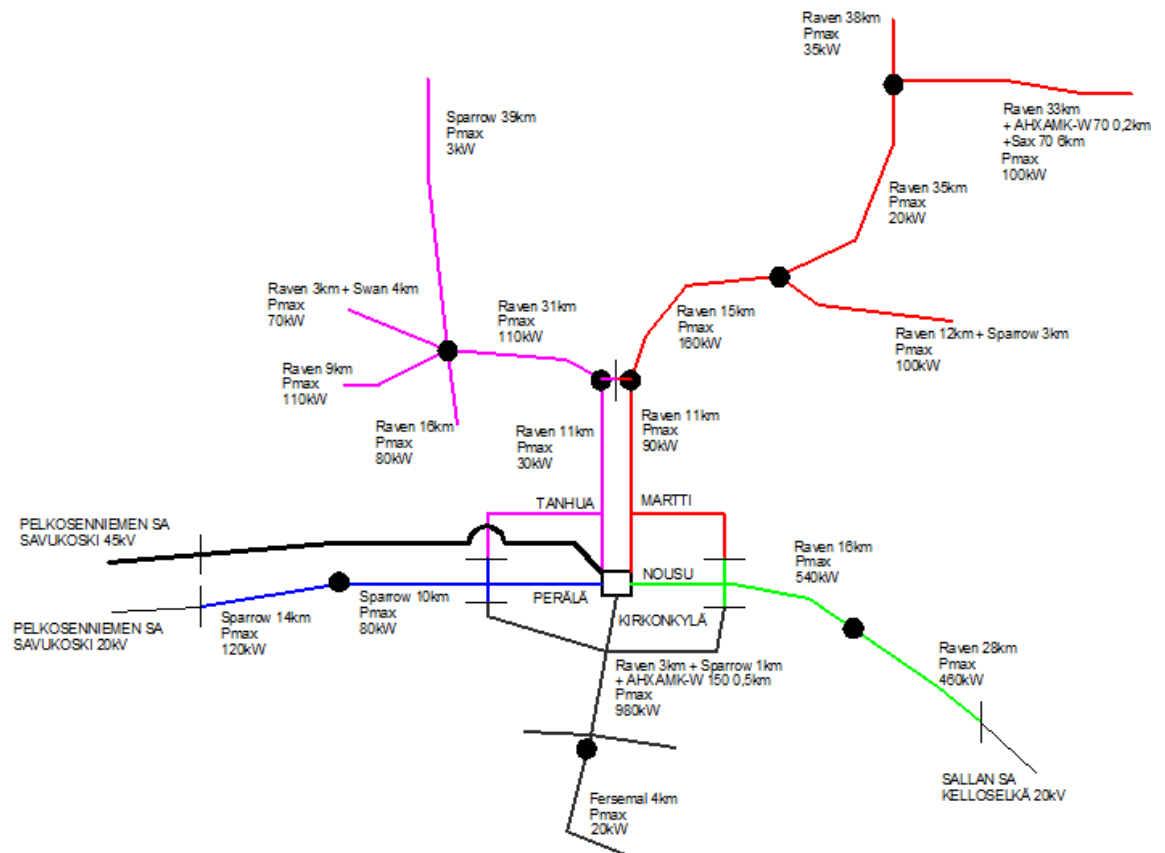 Raven 38km
Pmax
35kW
Sparrow 39km
Pmax
3kW
Raven 33km
+ AHXAMK-W 70 0,2km
+Sax 70 6km
Pmax
100kW
Raven 35km
Pmax
20kW
Raven 3km + Swan 4km
Pmax
70kW
Raven 31km
Pmax
110kW
Raven 15km
Pmax
160kW
Raven 12km + Sparrow 3km
Pmax
100kW
Raven 9km
Pmax
110kW
Raven 16km
Pmax
80kW
Raven 11km
Pmax
30kW
Raven 11km
Pmax
90kW
TANHUA
MARTTI
PELKOSENNIEMEN SA
SAVUKOSKI 45kV
Raven 16km
Pmax
540kW
NOUSU
PERÄLÄ
KIRKONKYLÄ
PELKOSENNIEMEN SA
SAVUKOSKI 20kV
Sparrow 14km
Pmax
120kW
Sparrow 10km
Pmax
80kW
Raven 3km + Sparrow 1km
+ AHXAMK-W 150 0,5km
Pmax
980kW
Raven 28km
Pmax
460kW
Fersemal 4km
Pmax
20kW
SALLAN SA
KELLOSELKÄ 20kV